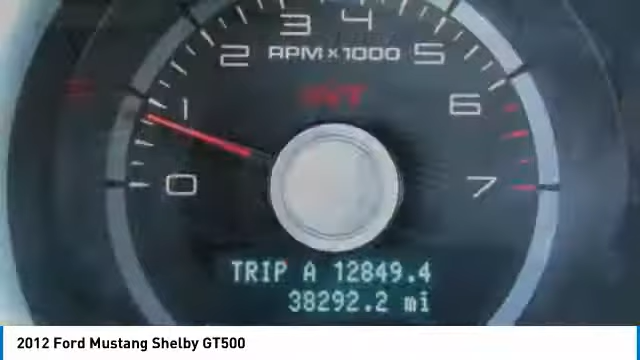 3 4
2 RPM x 1000 5
1 6
0 7
TRIP A 12849.4
38292.2 mi
2012 Ford Mustang Shelby GT500